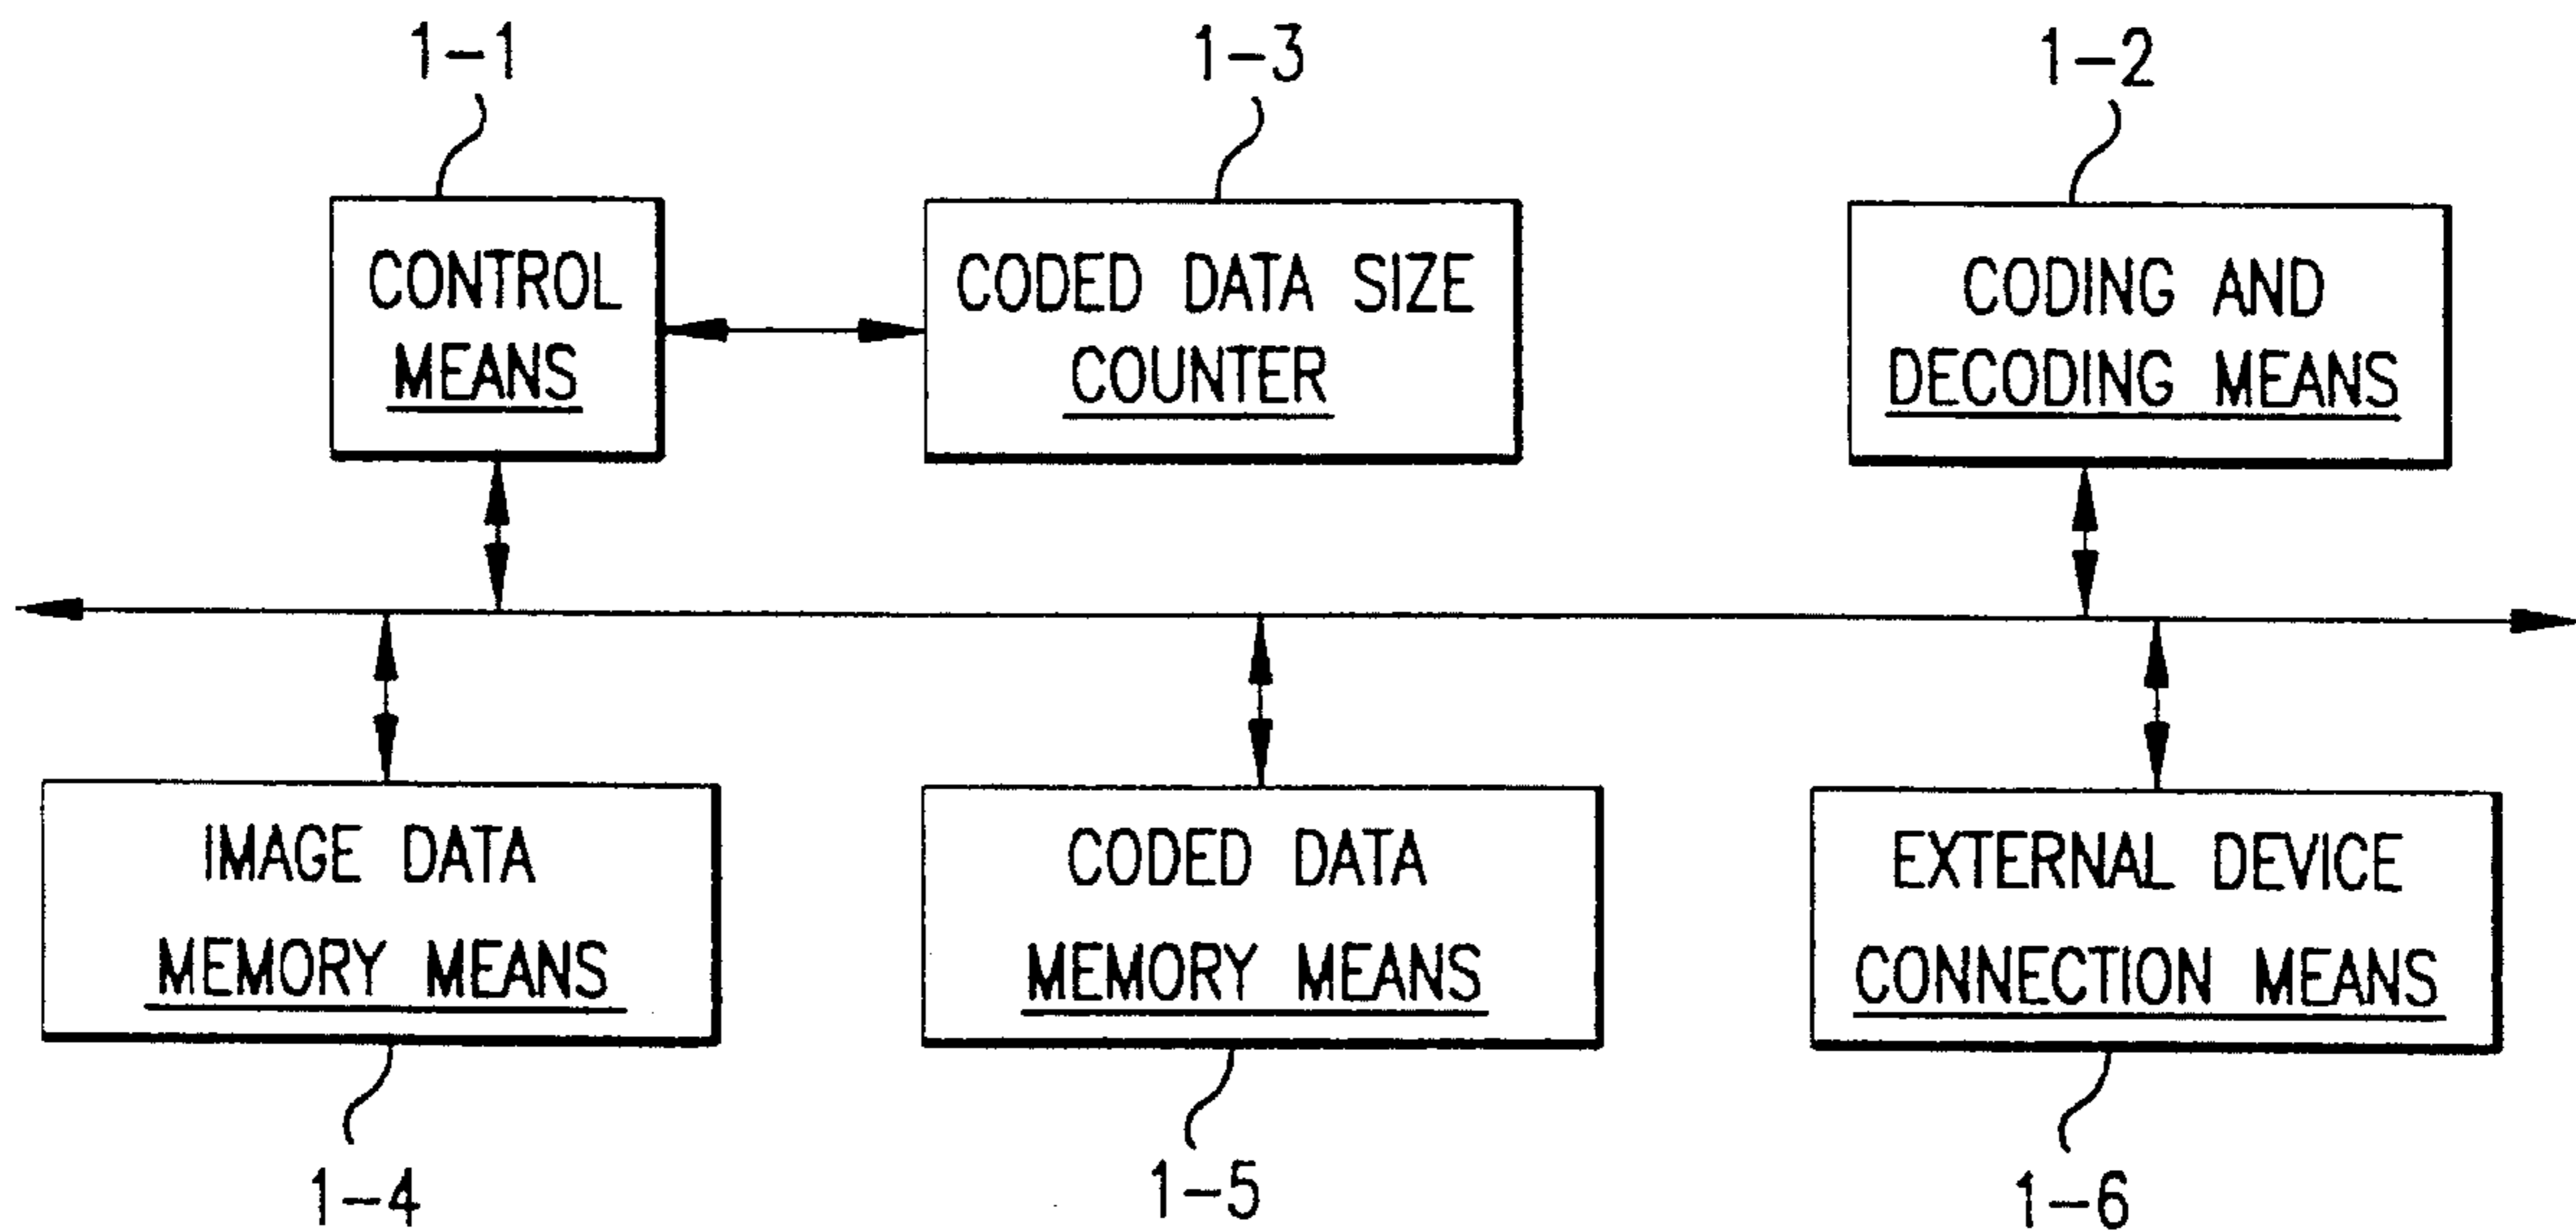 1-1
1-3
1-2
CONTROL
MEANS
CODED DATA SIZE
COUNTER
CODING AND
DECODING MEANS
IMAGE DATA
MEMORY MEANS
CODED DATA
MEMORY MEANS
EXTERNAL DEVICE
CONNECTION MEANS
1-4
1-5
1-6